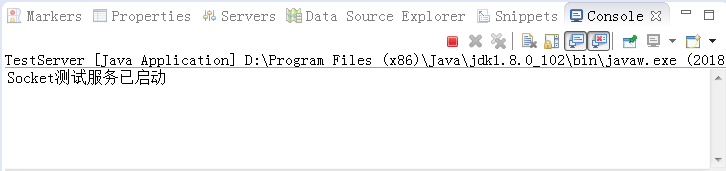 Markers Properties Servers Data Source Explorer Snippets Console
TestServer [Java Application] D:\Program Files (x86)\Java\jdk1.8.0_102\bin\javaw.exe (2018
Socket测试服务已启动